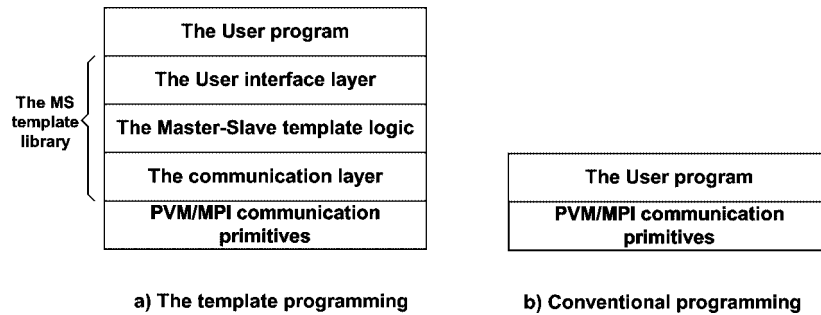 The User program
The User interface layer
The MS
template
library
The Master-Slave template logic
The communication layer
PVM/MPI communication
primitives
a) The template programming
The User program
PVM/MPI communication
primitives
b) Conventional programming